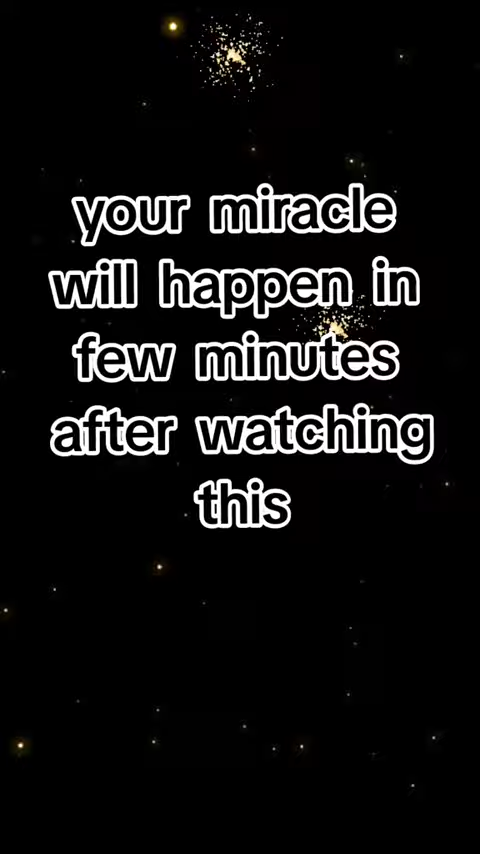 your miracle
will happen in
few minutes
after watching
this